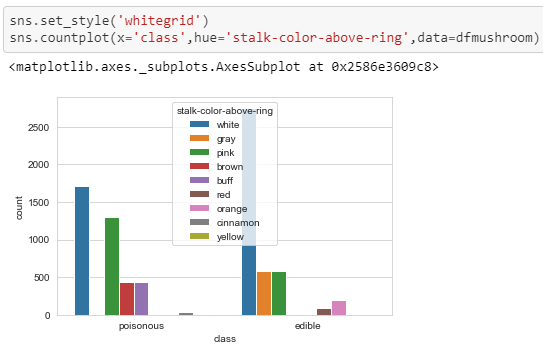 sns.set_style('whitegrid')
sns.countplot(x='class',hue='stalk-color-above-ring',data=dfmushroom)
<matplotlib.axes._subplots.AxesSubplot at 0x2586e3609c8>
stalk-color-above-ring
white
gray
pink
brown
buff
red
orange
cinnamon
yellow
2500
2000
1500
1000
500
0
count
poisonous edible
class